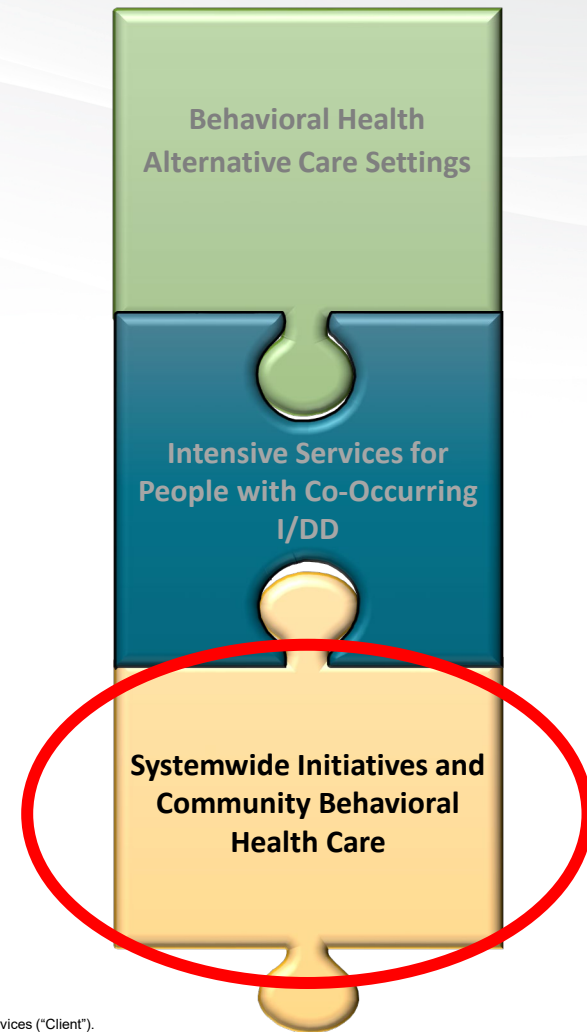 Behavioral Health
Alternative Care Settings
Intensive Services for
People with Co-Occurring
I/DD
Systemwide Initiatives and
Community Behavioral
Health Care
vices (“Client”).